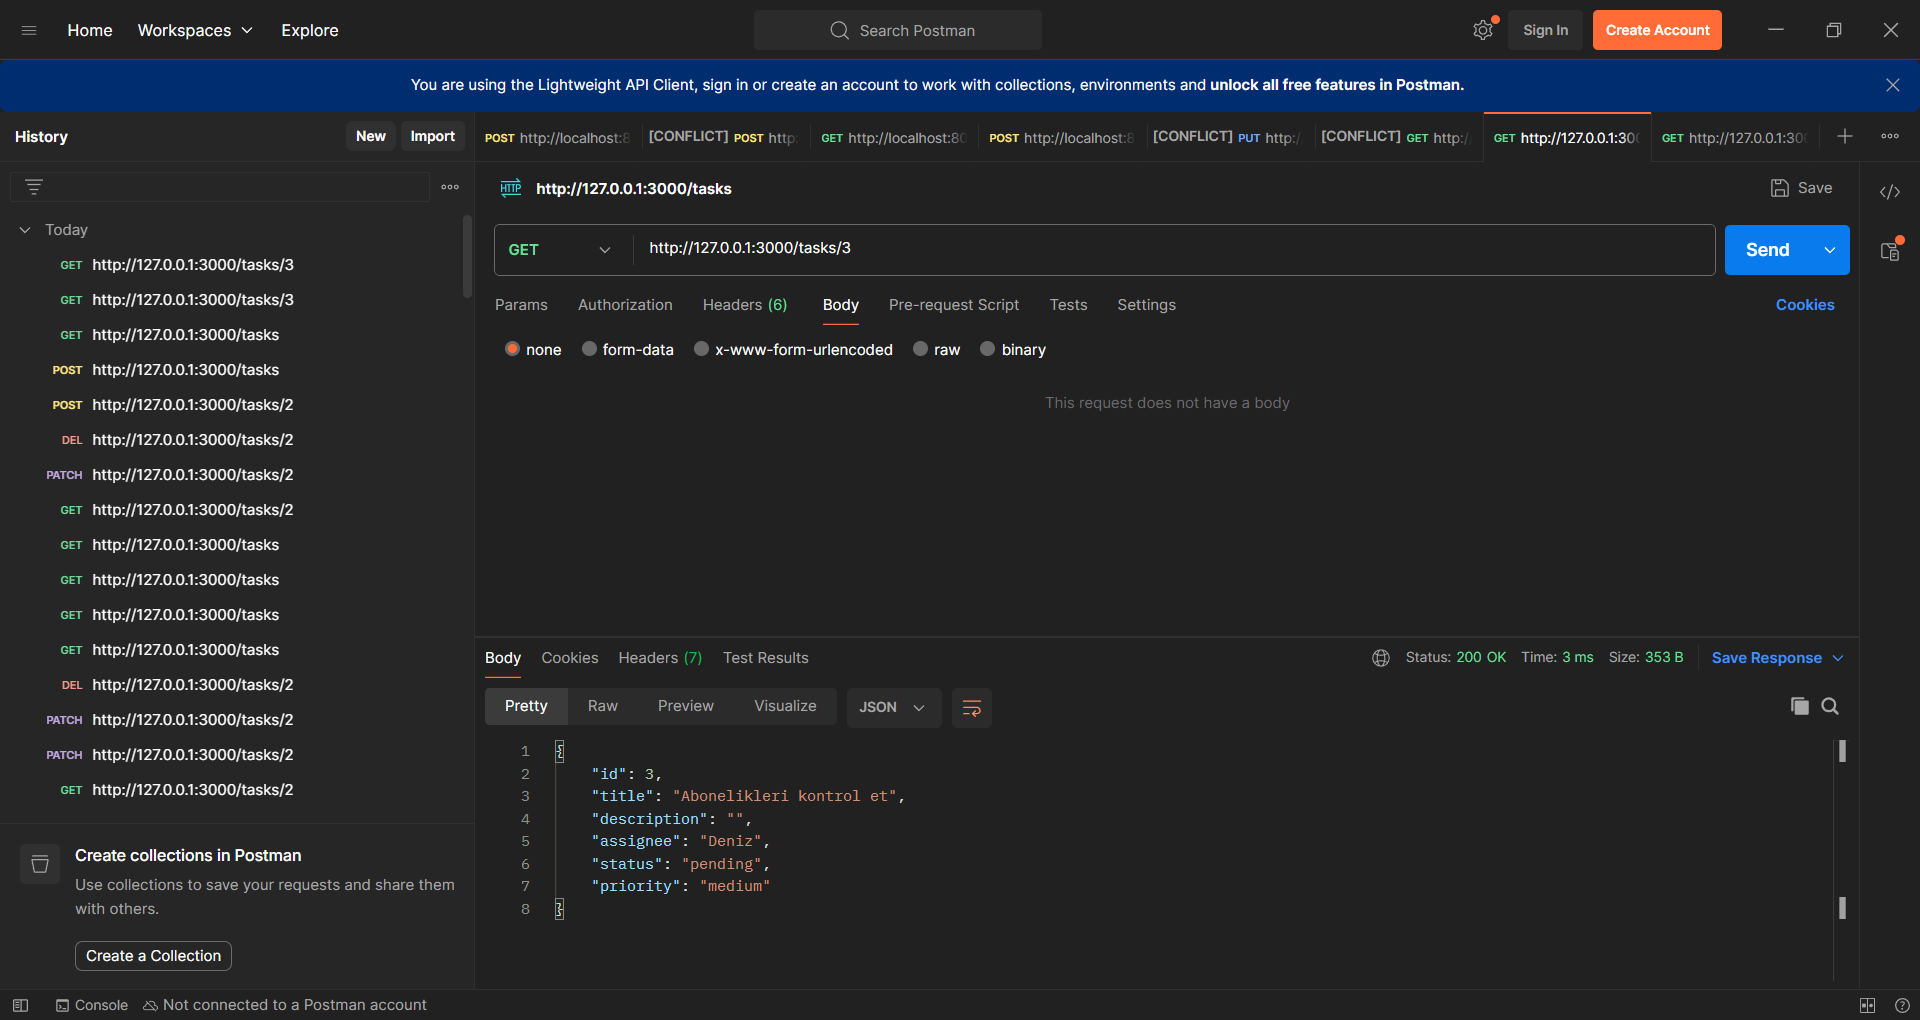 Home Workspaces Explore Search Postman Sign In Create Account
You are using the Lightweight API Client, sign in or create an account to work with collections, environments and unlock all free features in Postman.
History New Import
POST http://localhost:8 [CONFLICT] POST http: GET http://localhost:80 POST http://localhost:8 [CONFLICT] PUT http:/ [CONFLICT] GET http:/ GET http://127.0.0.1:300 GET http://127.0.0.1:300
HTTP http://127.0.0.1:3000/tasks Save
Today
GET http://127.0.0.1:3000/tasks/3
GET http://127.0.0.1:3000/tasks/3
GET http://127.0.0.1:3000/tasks
POST http://127.0.0.1:3000/tasks
POST http://127.0.0.1:3000/tasks/2
DEL http://127.0.0.1:3000/tasks/2
PATCH http://127.0.0.1:3000/tasks/2
GET http://127.0.0.1:3000/tasks/2
GET http://127.0.0.1:3000/tasks
GET http://127.0.0.1:3000/tasks
GET http://127.0.0.1:3000/tasks
GET http://127.0.0.1:3000/tasks
DEL http://127.0.0.1:3000/tasks/2
PATCH http://127.0.0.1:3000/tasks/2
PATCH http://127.0.0.1:3000/tasks/2
GET http://127.0.0.1:3000/tasks/2
Create collections in Postman
Use collections to save your requests and share them
with others.
Create a Collection
GET http://127.0.0.1:3000/tasks/3 Send
Params Authorization Headers (6) Body Pre-request Script Tests Settings Cookies
none form-data x-www-form-urlencoded raw binary
This request does not have a body
Body Cookies Headers (7) Test Results Status: 200 OK Time: 3 ms Size: 353 B Save Response
Pretty Raw Preview Visualize JSON
1 {
2 "id": 3,
3 "title": "Abonelikleri kontrol et",
4 "description": "",
5 "assignee": "Deniz",
6 "status": "pending",
7 "priority": "medium"
8 }
Console Not connected to a Postman account